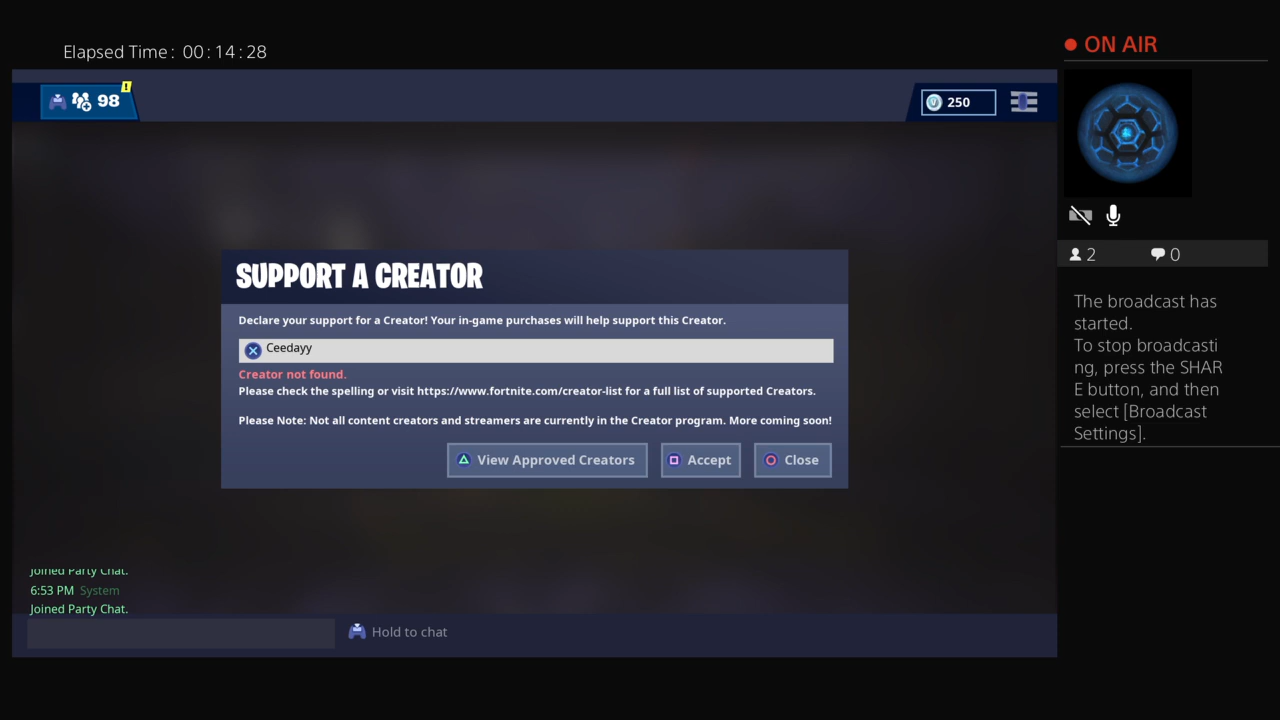 Elapsed Time: 00:14:28
ON AIR
98
!
250
2
0
The broadcast has
started.
To stop broadcasti
ng, press the SHAR
E button, and then
select [Broadcast
Settings].
SUPPORT A CREATOR
Declare your support for a Creator! Your in-game purchases will help support this Creator.
Ceedayy
Creator not found.
Please check the spelling or visit https://www.fortnite.com/creator-list for a full list of supported Creators.
Please Note: Not all content creators and streamers are currently in the Creator program. More coming soon!
View Approved Creators
Accept
Close
Joined Party Chat.
6:53 PM System
Joined Party Chat.
Hold to chat